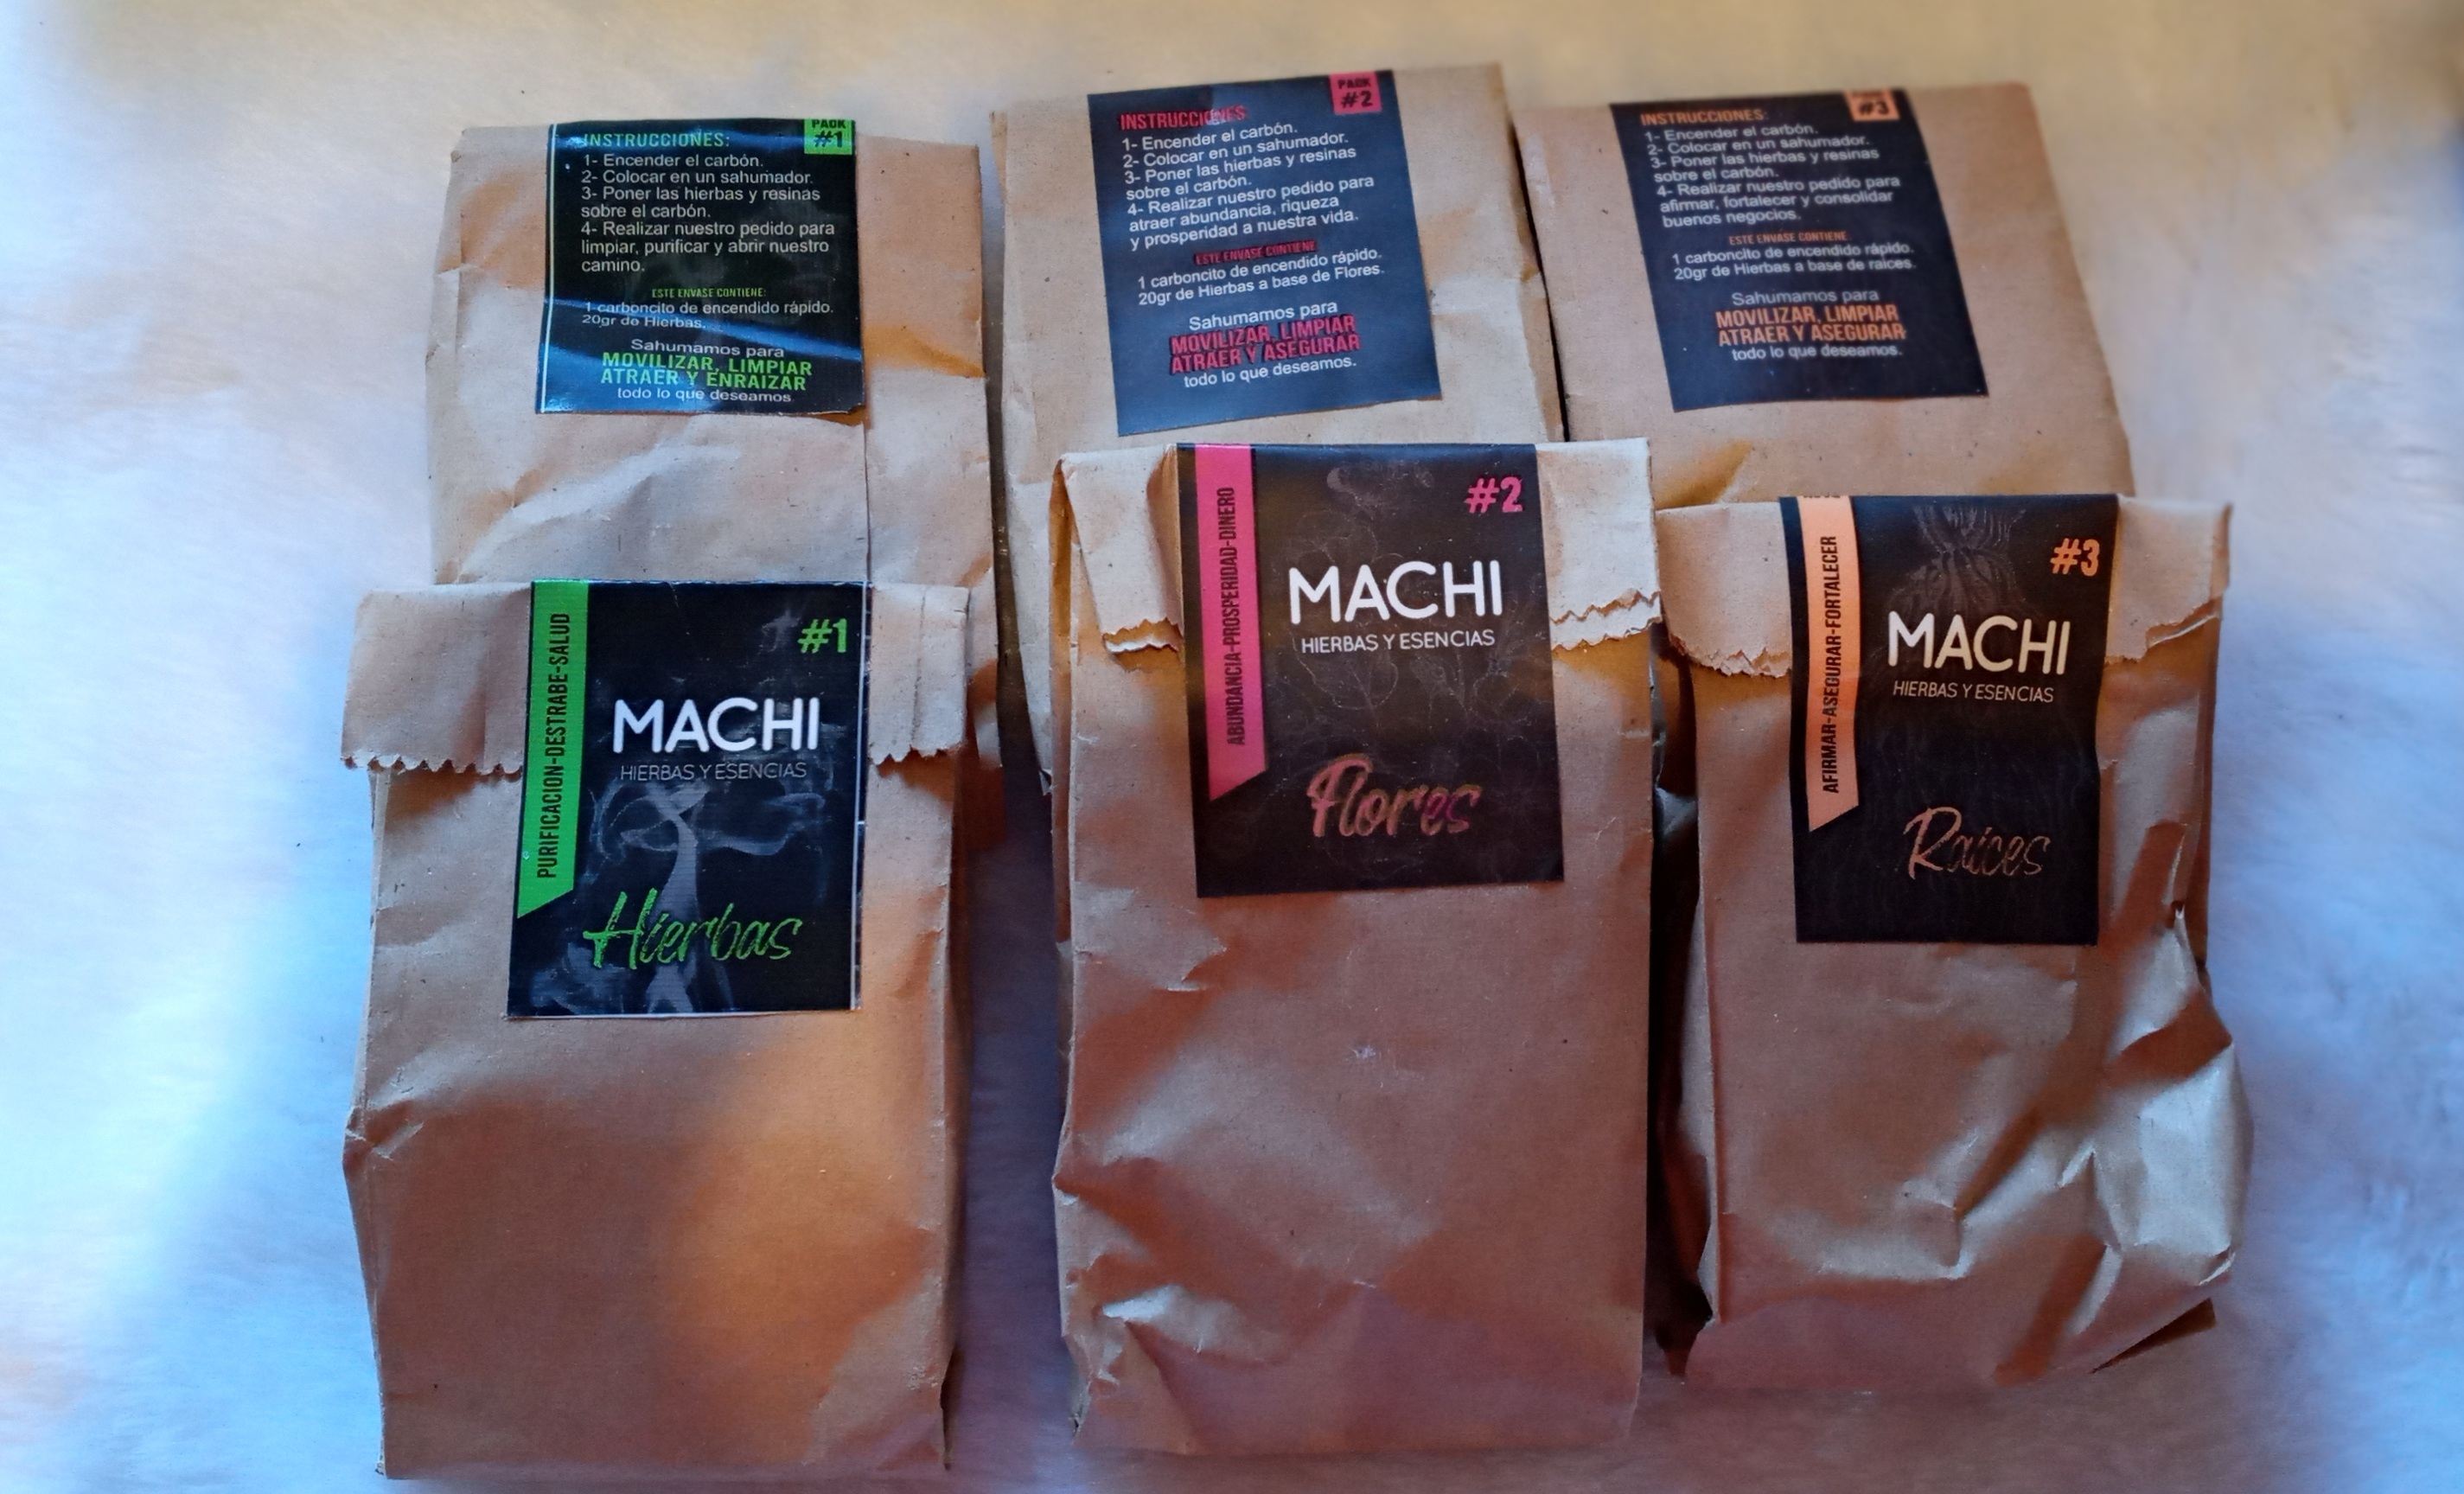 PACK
#1
INSTRUCCIONES:
1- Encender el carbón.
2- Colocar en un sahumador.
3- Poner las hierbas y resinas
sobre el carbón.
4- Realizar nuestro pedido para
limpiar, purificar y abrir nuestro
camino.
ESTE ENVASE CONTIENE:
1 carboncito de encendido rápido.
20gr de Hierbas.
Sahumamos para
MOVILIZAR, LIMPIAR
ATRAER Y ENRAIZAR
todo lo que deseamos.
PACK
#2
INSTRUCCIONES
1- Encender el carbón.
2- Colocar en un sahumador.
3- Poner las hierbas y resinas
sobre el carbón.
4- Realizar nuestro pedido para
atraer abundancia, riqueza
y prosperidad a nuestra vida.
ESTE ENVASE CONTIENE
1 carboncito de encendido rápido.
20gr de Hierbas a base de Flores.
Sahumamos para
MOVILIZAR, LIMPIAR
ATRAER Y ASEGURAR
todo lo que deseamos.
#3
INSTRUCCIONES:
1- Encender el carbón.
2- Colocar en un sahumador.
3- Poner las hierbas y resinas
sobre el carbón.
4- Realizar nuestro pedido para
afirmar, fortalecer y consolidar
buenos negocios.
ESTE ENVASE CONTIENE
1 carboncito de encendido rápido.
20gr de Hierbas a base de raices.
Sahumamos para
MOVILIZAR, LIMPIAR
ATRAER Y ASEGURAR
todo lo que deseamos.
PURIFICACION-DESTRABE-SALUD
#1
MACHI
HIERBAS Y ESENCIAS
Hierbas
ABUNDANCIA-PROSPERIDAD-DINERO
#2
MACHI
HIERBAS Y ESENCIAS
Flores
AFIRMAR-ASEGURAR-FORTALECER
#3
MACHI
HIERBAS Y ESENCIAS
Raices